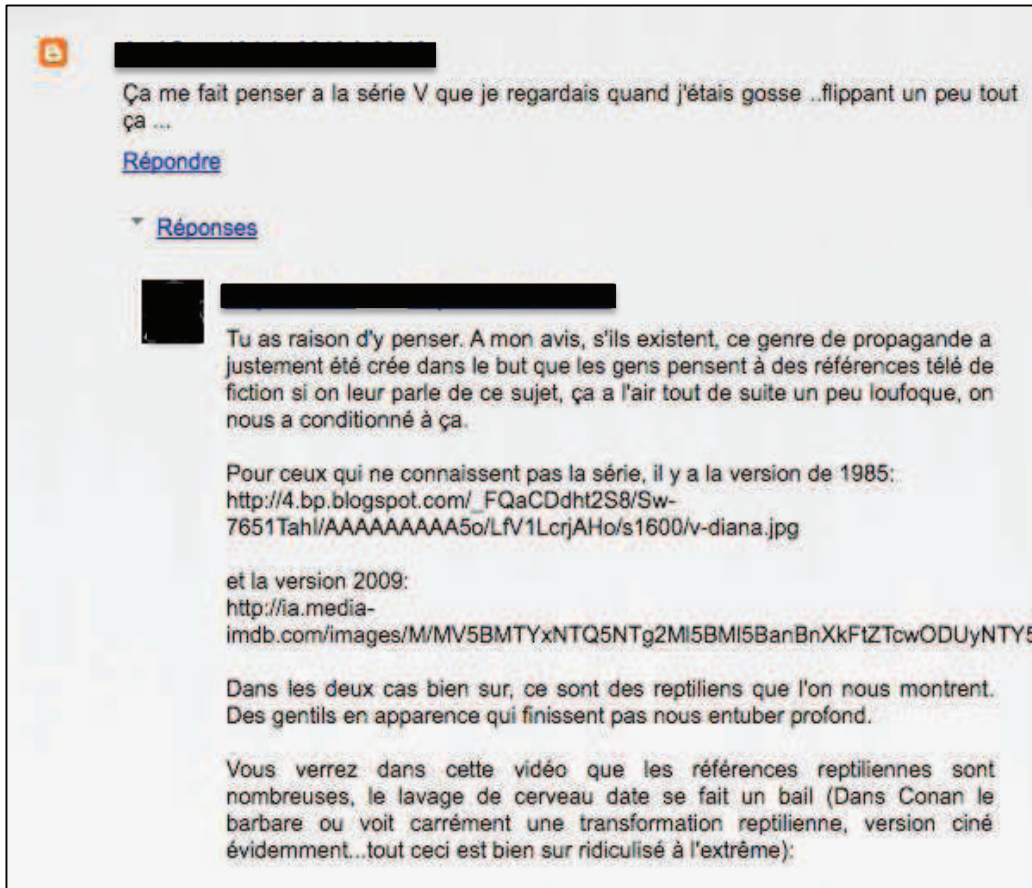 Ça me fait penser a la série V que je regardais quand j'étais gosse ..flippant un peu tout
ça ...
Répondre
Réponses
Tu as raison d'y penser. A mon avis, s'ils existent, ce genre de propagande a
justement été crée dans le but que les gens pensent à des références télé de
fiction si on leur parle de ce sujet, ça a l'air tout de suite un peu loufoque, on
nous a conditionné à ça.
Pour ceux qui ne connaissent pas la série, il y a la version de 1985:
http://4.bp.blogspot.com/_FQaCDdht2S8/Sw-
7651TahI/AAAAAAAAA5o/LfV1LcrjAHo/s1600/v-diana.jpg
et la version 2009:
http://ia.media-
imdb.com/images/M/MV5BMTYxNTQ5NTg2Ml5BMl5BanBnXkFtZTcwODUyNTY5
Dans les deux cas bien sur, ce sont des reptiliens que l'on nous montrent.
Des gentils en apparence qui finissent pas nous entuber profond.
Vous verrez dans cette vidéo que les références reptiliennes sont
nombreuses, le lavage de cerveau date se fait un bail (Dans Conan le
barbare ou voit carrément une transformation reptilienne, version ciné
évidemment...tout ceci est bien sur ridiculisé à l'extrême):